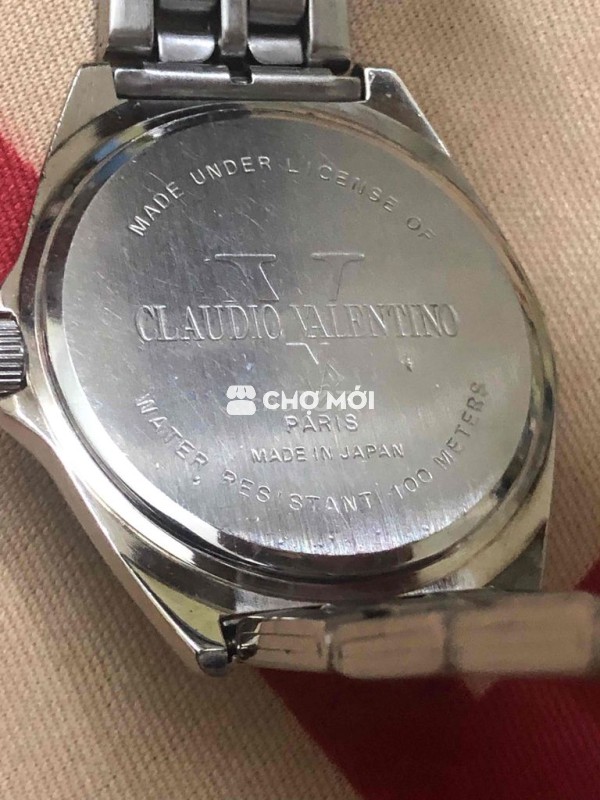 MADE UNDER LICENSE OF
V
CLAUDIO VALENTINO
CHỢ MỚI
PARIS
MADE IN JAPAN
WATER RESISTANT 100 METERS